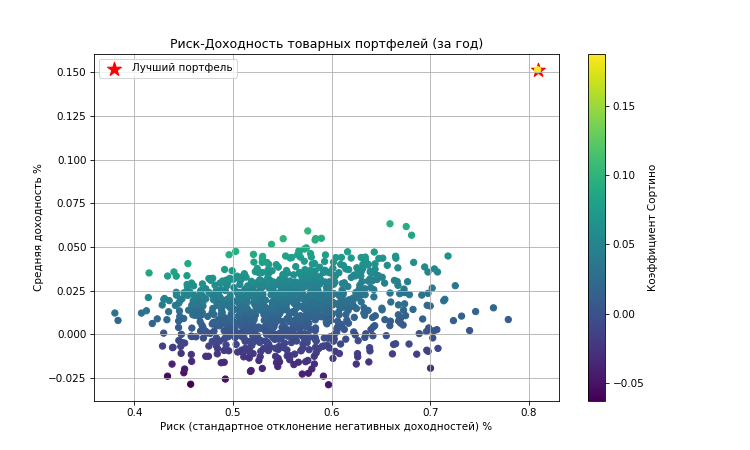 Риск-Доходность товарных портфелей (за год)
Лучший портфель
0.150
0.125
0.100
0.075
0.050
0.025
0.000
−0.025
Средняя доходность %
0.4 0.5 0.6 0.7 0.8
Риск (стандартное отклонение негативных доходностей) %
0.15
0.10
0.05
0.00
−0.05
Коэффициент Сортино